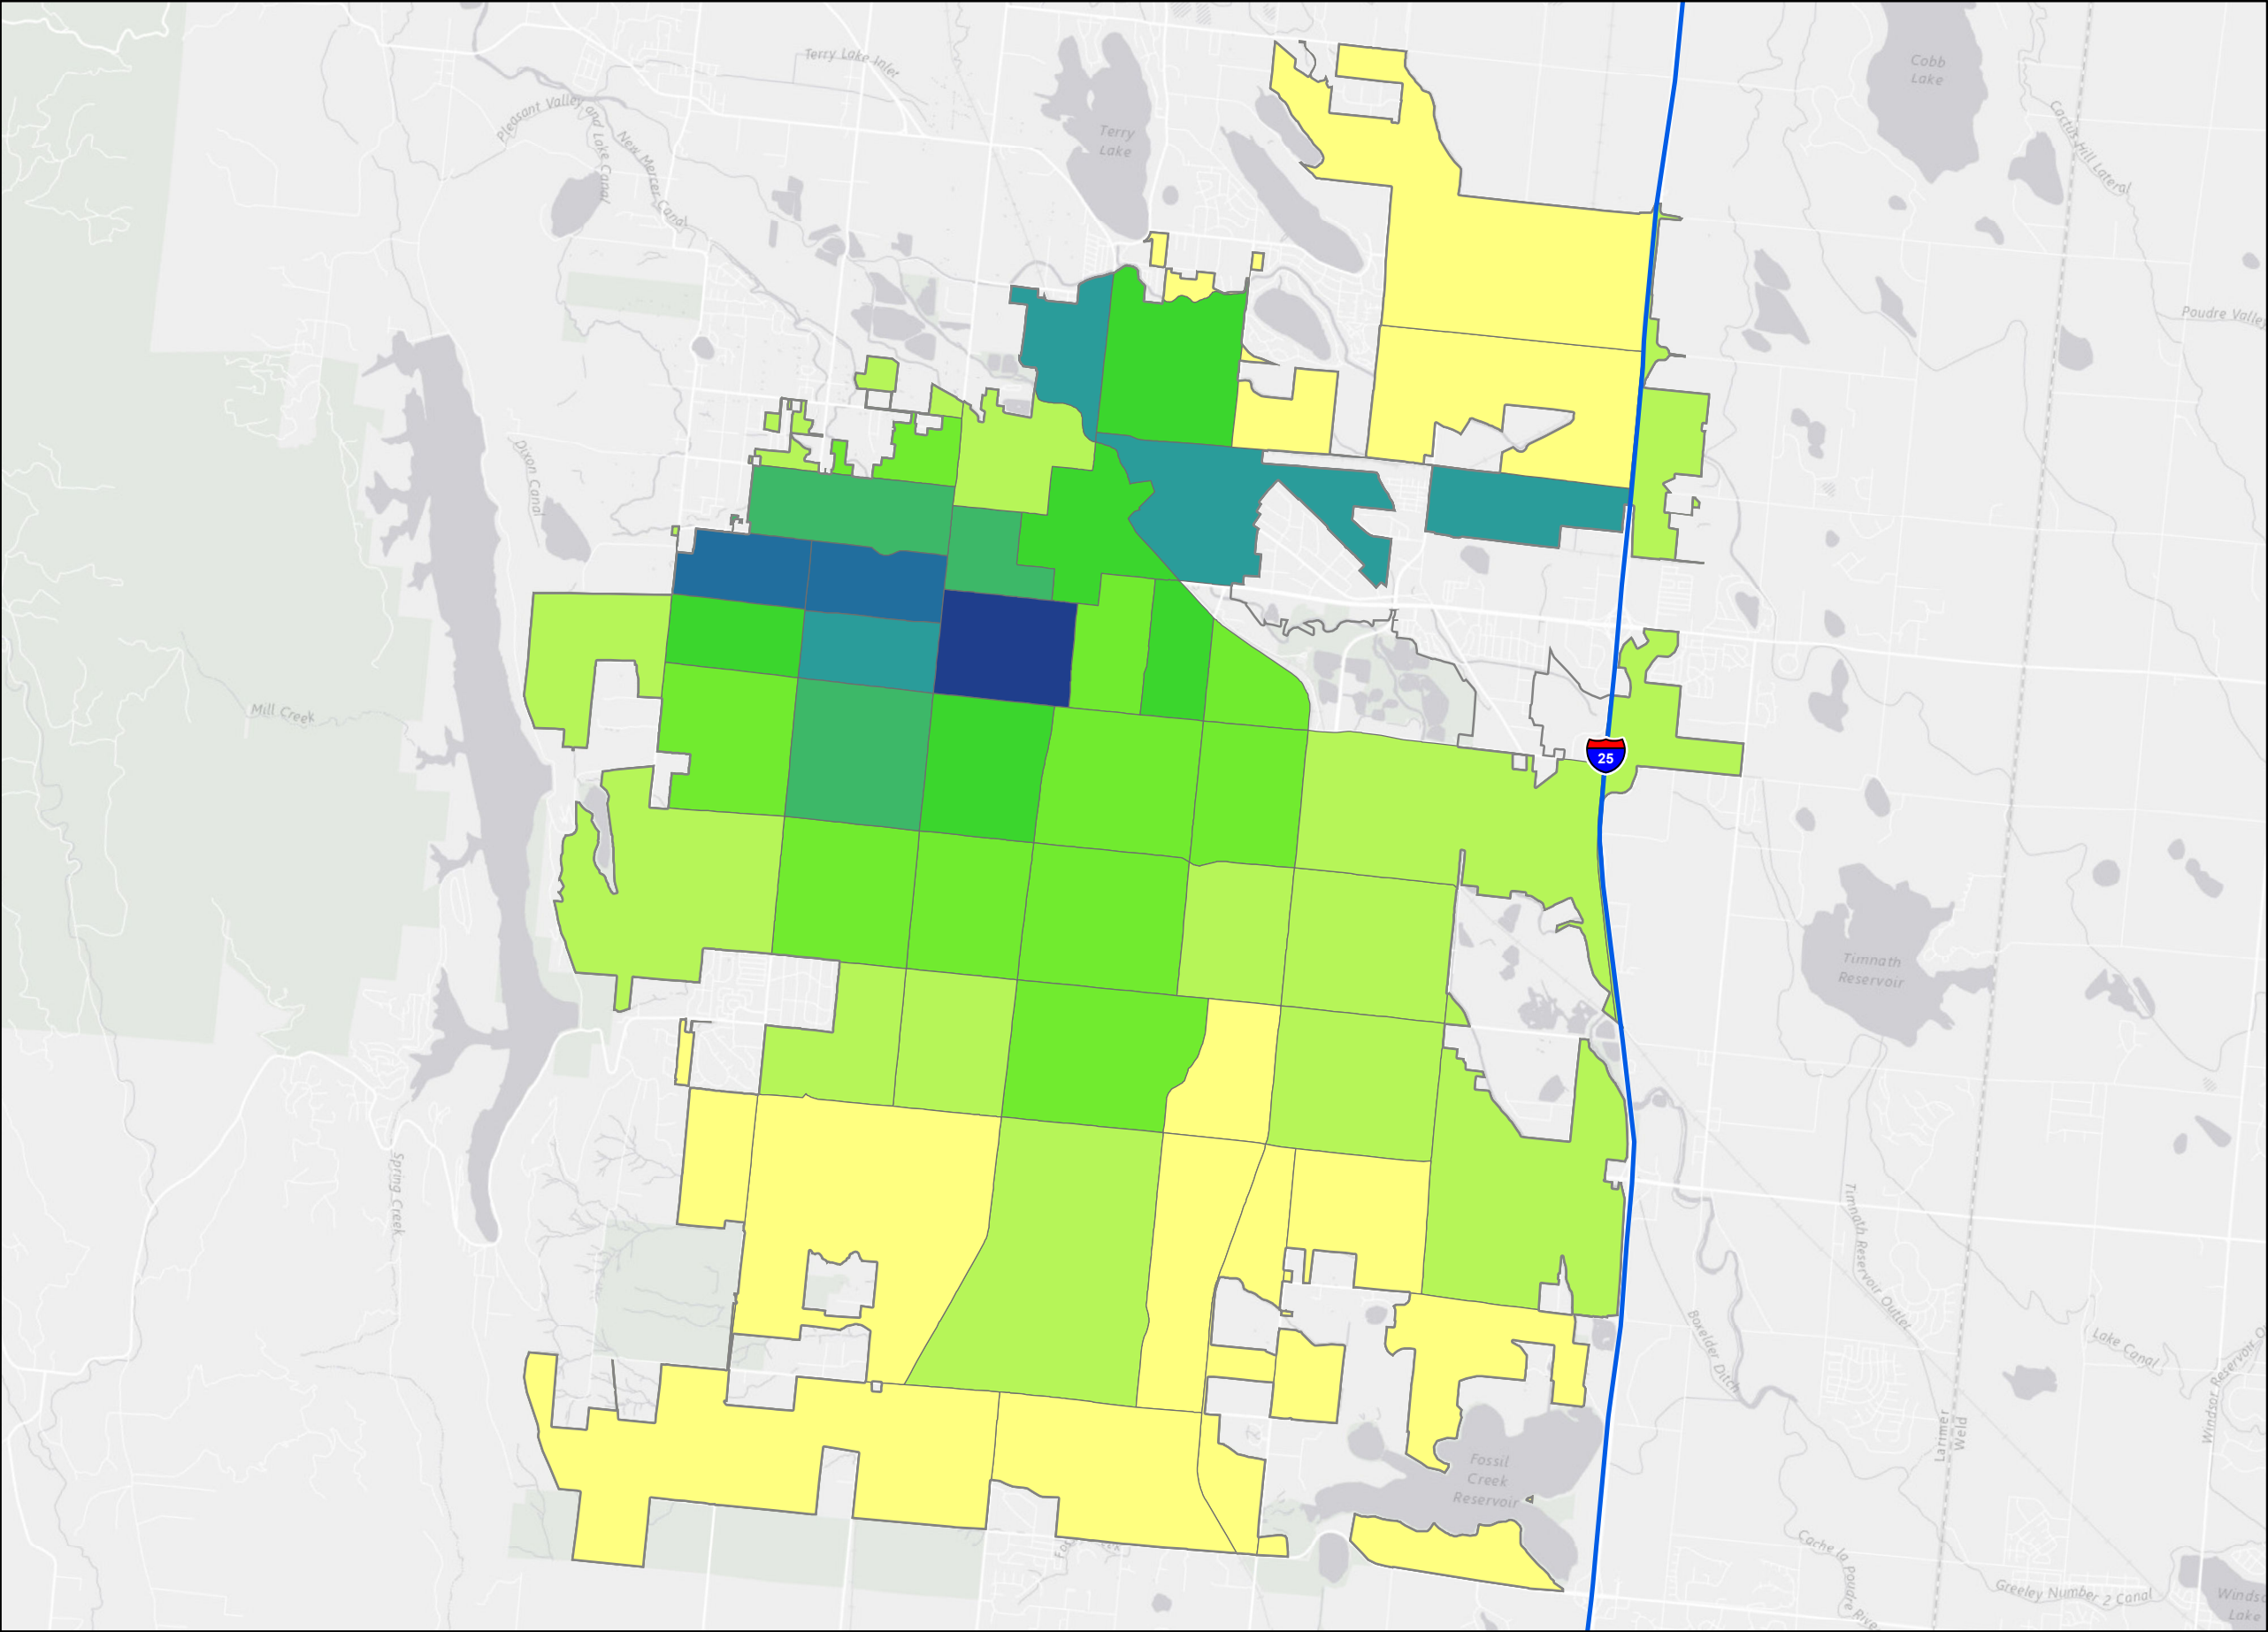 Terry Lake Inlet
Cobb
Lake
Pleasant Valley and Lake Canal
New Mercer Canal
Terry
Lake
Cactus Hill Lateral
Poudre Valley
Dixon Canal
Mill Creek
25
Timnath
Reservoir
Spring Creek
Timnath Reservoir Outlet
Boxelder Ditch
Lake Canal
Windsor Reservoir
Larimer
Weld
Fossil
Creek
Reservoir
Cache la Poudre
River
Greeley Number 2 Canal
Lake